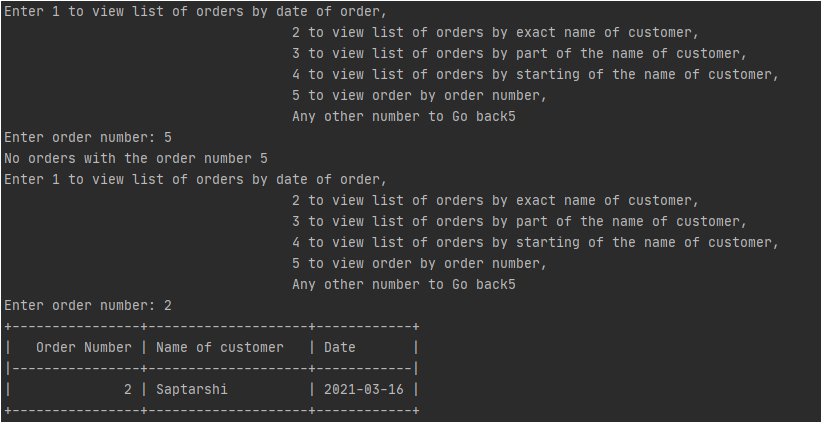 Enter 1 to view list of orders by date of order,
2 to view list of orders by exact name of customer,
3 to view list of orders by part of the name of customer,
4 to view list of orders by starting of the name of customer,
5 to view order by order number,
Any other number to Go back5
Enter order number: 5
No orders with the order number 5
Enter 1 to view list of orders by date of order,
2 to view list of orders by exact name of customer,
3 to view list of orders by part of the name of customer,
4 to view list of orders by starting of the name of customer,
5 to view order by order number,
Any other number to Go back5
Enter order number: 2
+----------------+--------------------+------------+
|   Order Number | Name of customer   | Date       |
|----------------+--------------------+------------|
|              2 | Saptarshi          | 2021-03-16 |
+----------------+--------------------+------------+